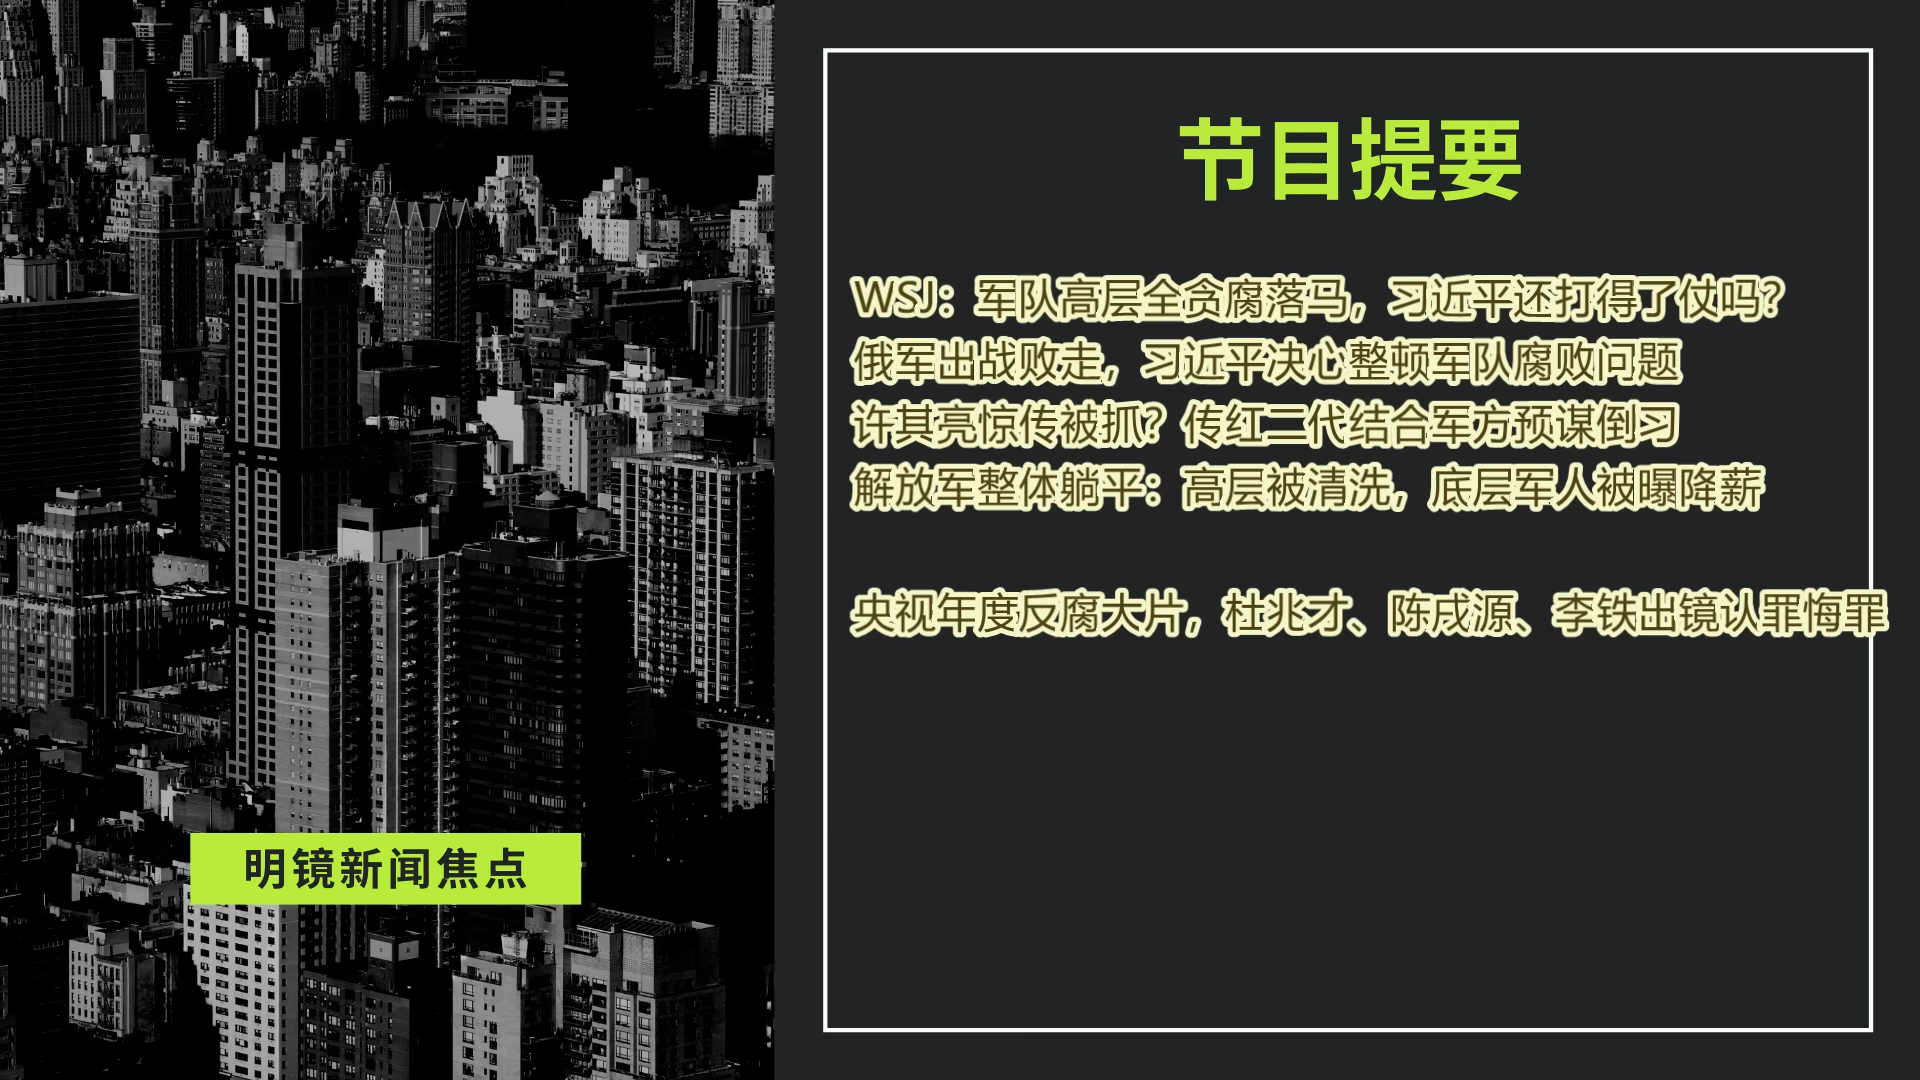 节目提要
WSJ：军队高层全贪腐落马，习近平还打得了仗吗？
俄军出战败走，习近平决心整顿军队腐败问题
许其亮惊传被抓？传红二代结合军方预谋倒习
解放军整体躺平：高层被清洗，底层军人被曝降薪
央视年度反腐大片，杜兆才、陈戌源、李铁出镜认罪悔罪
明镜新闻焦点